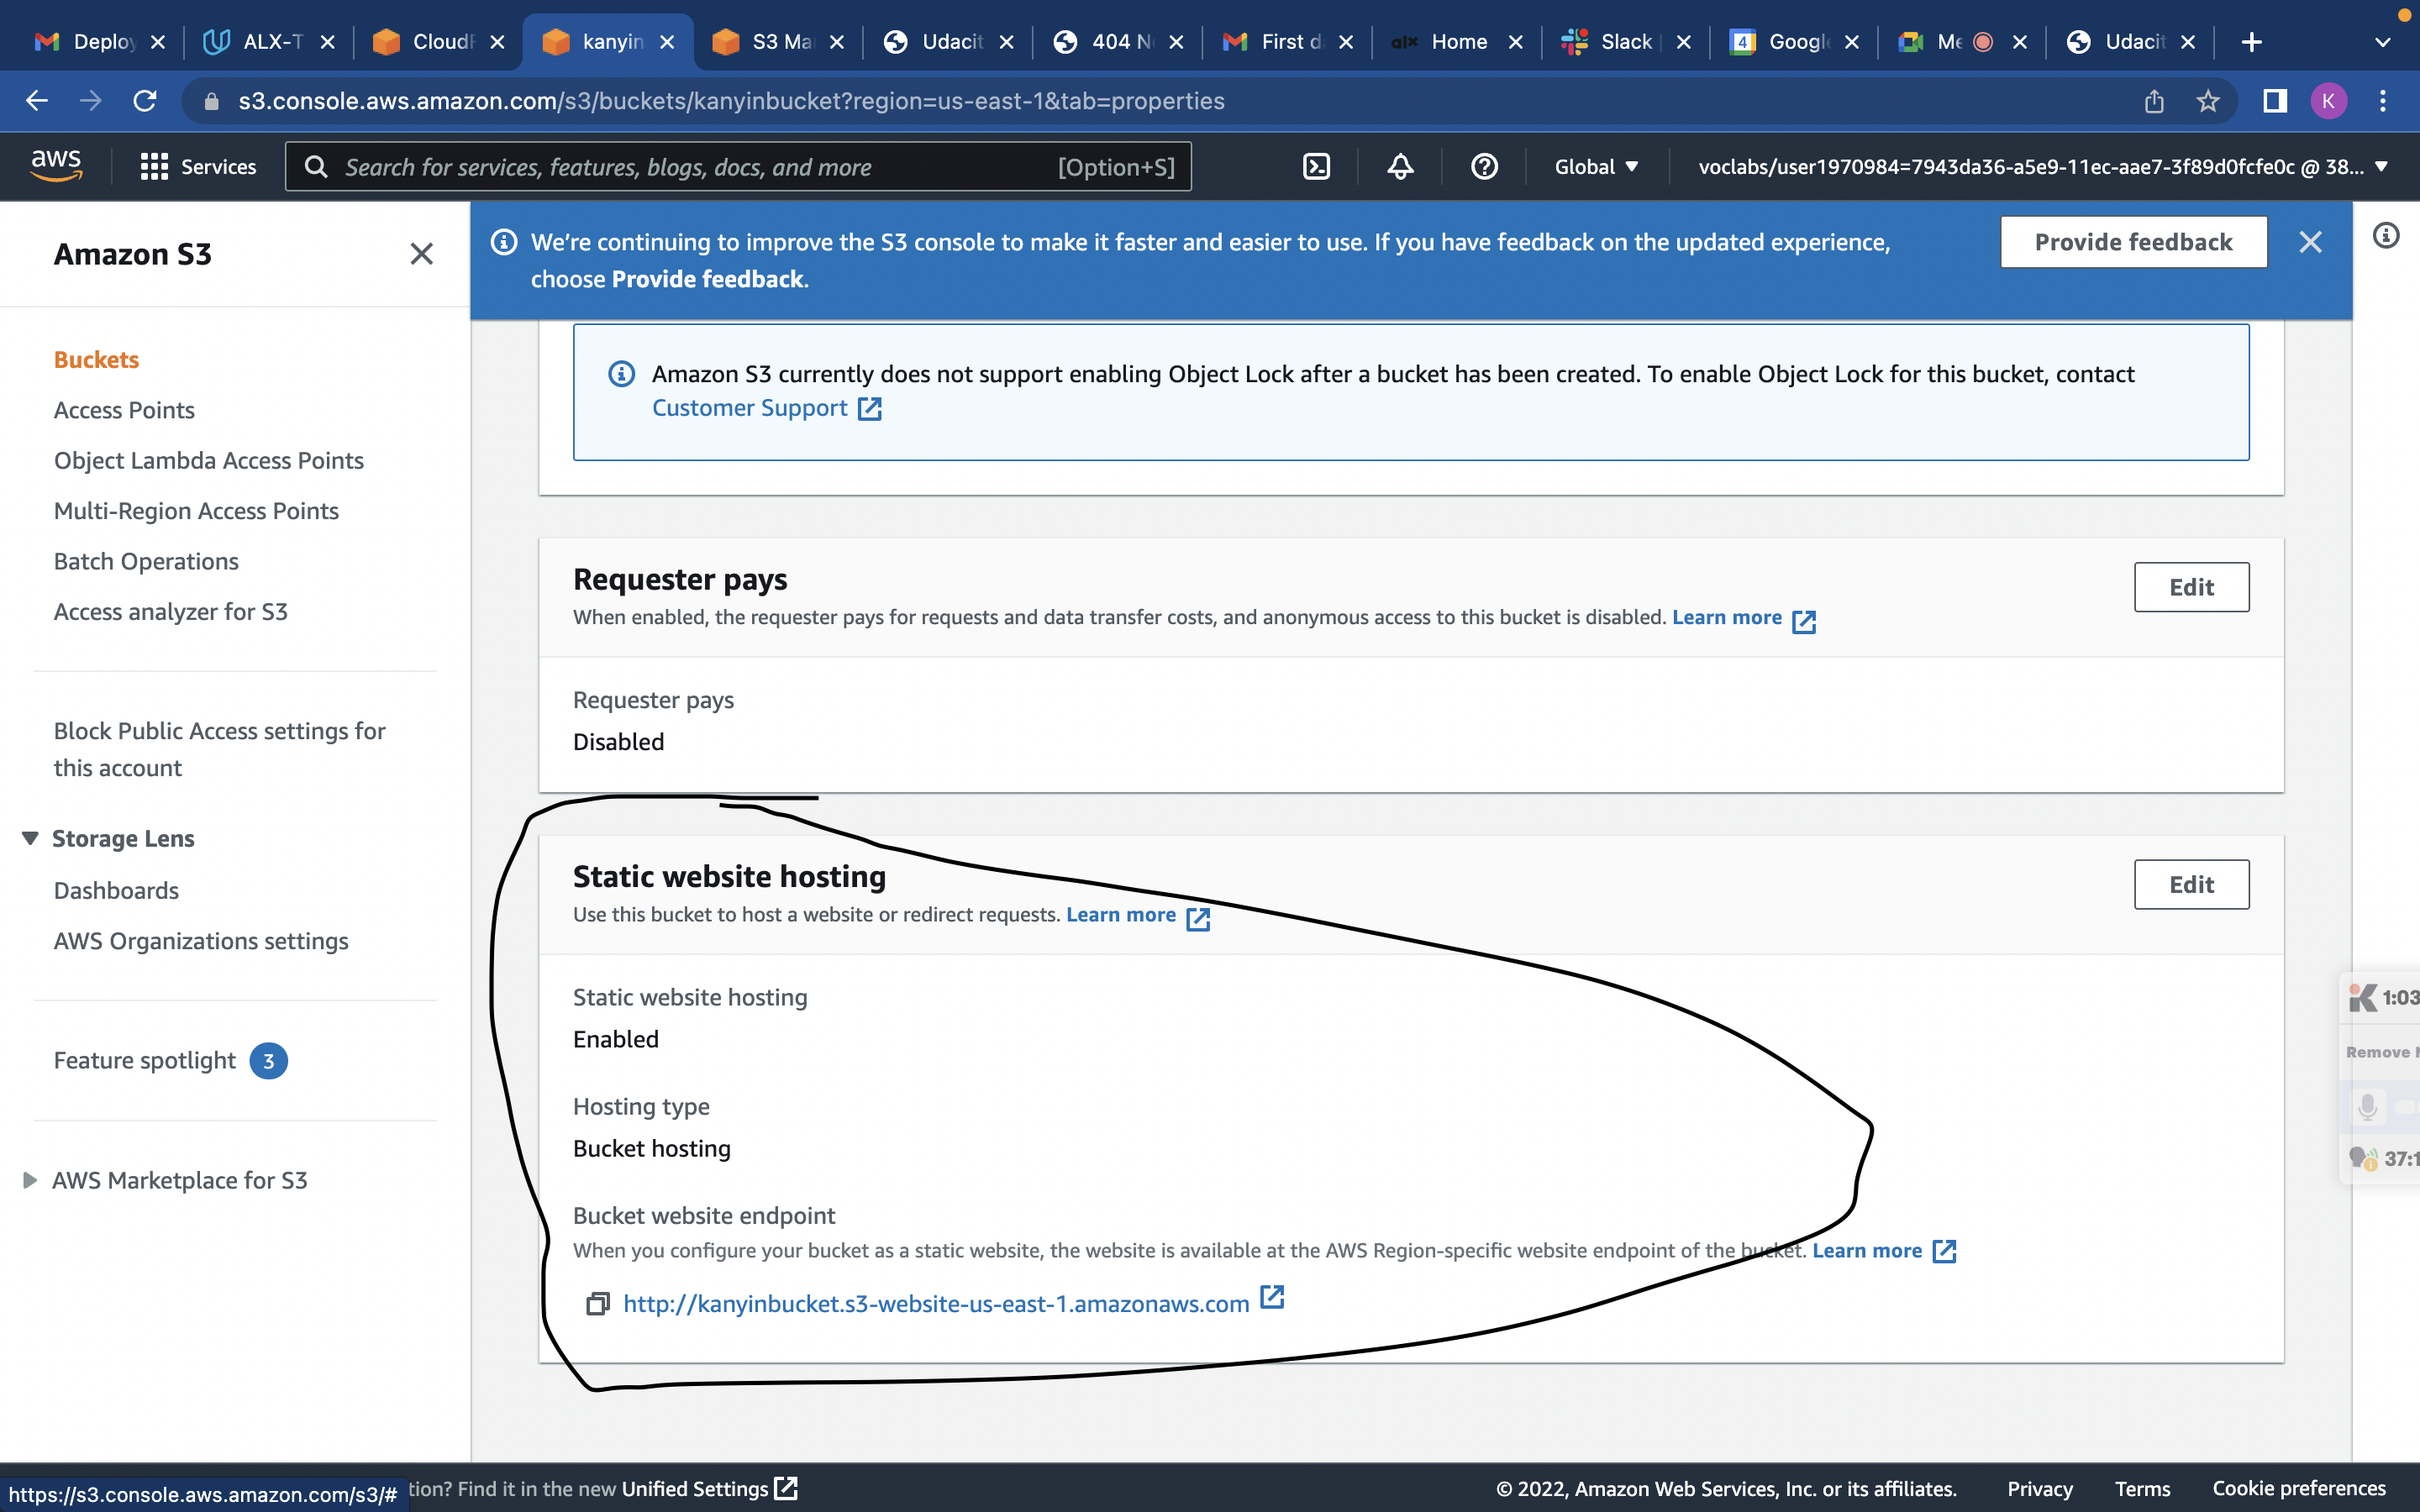 Deploy
ALX-T
CloudF
kanyin
S3 Ma
Udacit
404 N
First d
alx Home
Slack
4 Google
Me
Udacit
s3.console.aws.amazon.com/s3/buckets/kanyinbucket?region=us-east-1&tab=properties
K
aws
Services
Search for services, features, blogs, docs, and more [Option+S]
Global
voclabs/user1970984=7943da36-a5e9-11ec-aae7-3f89d0fcfe0c @ 38...
Amazon S3
Buckets
Access Points
Object Lambda Access Points
Multi-Region Access Points
Batch Operations
Access analyzer for S3
Block Public Access settings for
this account
Storage Lens
Dashboards
AWS Organizations settings
Feature spotlight 3
AWS Marketplace for S3
We're continuing to improve the S3 console to make it faster and easier to use. If you have feedback on the updated experience,
choose Provide feedback.
Provide feedback
Amazon S3 currently does not support enabling Object Lock after a bucket has been created. To enable Object Lock for this bucket, contact
Customer Support
Requester pays
Edit
When enabled, the requester pays for requests and data transfer costs, and anonymous access to this bucket is disabled. Learn more
Requester pays
Disabled
Static website hosting
Edit
Use this bucket to host a website or redirect requests. Learn more
Static website hosting
Enabled
Hosting type
Bucket hosting
Bucket website endpoint
When you configure your bucket as a static website, the website is available at the AWS Region-specific website endpoint of the bucket. Learn more
http://kanyinbucket.s3-website-us-east-1.amazonaws.com
1:03
Remove
37:1
https://s3.console.aws.amazon.com/s3/#
tion? Find it in the new Unified Settings
© 2022, Amazon Web Services, Inc. or its affiliates.
Privacy
Terms
Cookie preferences